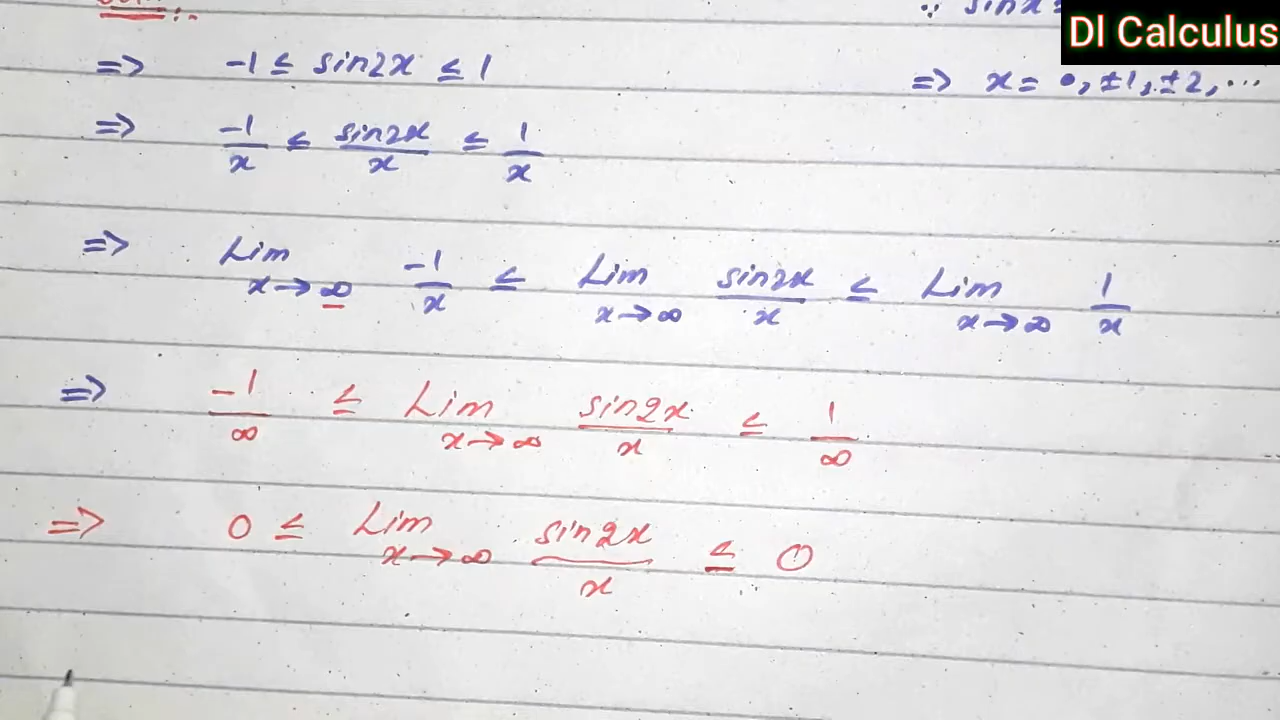 ∵ sinx
DI Calculus
⇒ -1 ≤ sin2x ≤ 1
⇒ x = 0, ±1, ±2, ...
⇒ -1/x ≤ sin2x/x ≤ 1/x
⇒ Lim x→∞ -1/x ≤ Lim x→∞ sin2x/x ≤ Lim x→∞ 1/x
⇒ -1/∞ ≤ Lim x→∞ sin2x/x ≤ 1/∞
⇒ 0 ≤ Lim x→∞ sin2x/x ≤ 0